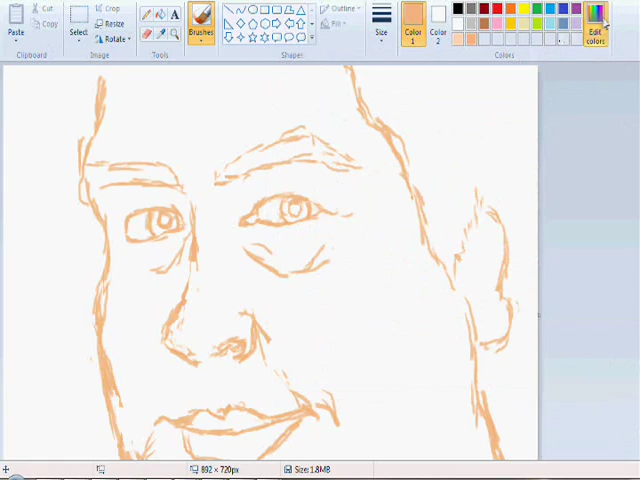 Paste
Cut
Copy
Clipboard
Select
Crop
Resize
Rotate
Image
A
Tools
Brushes
Outline
Fill
Shapes
Size
Color
1
Color
2
Edit
colors
Colors
892 × 720px
Size: 1.8MB